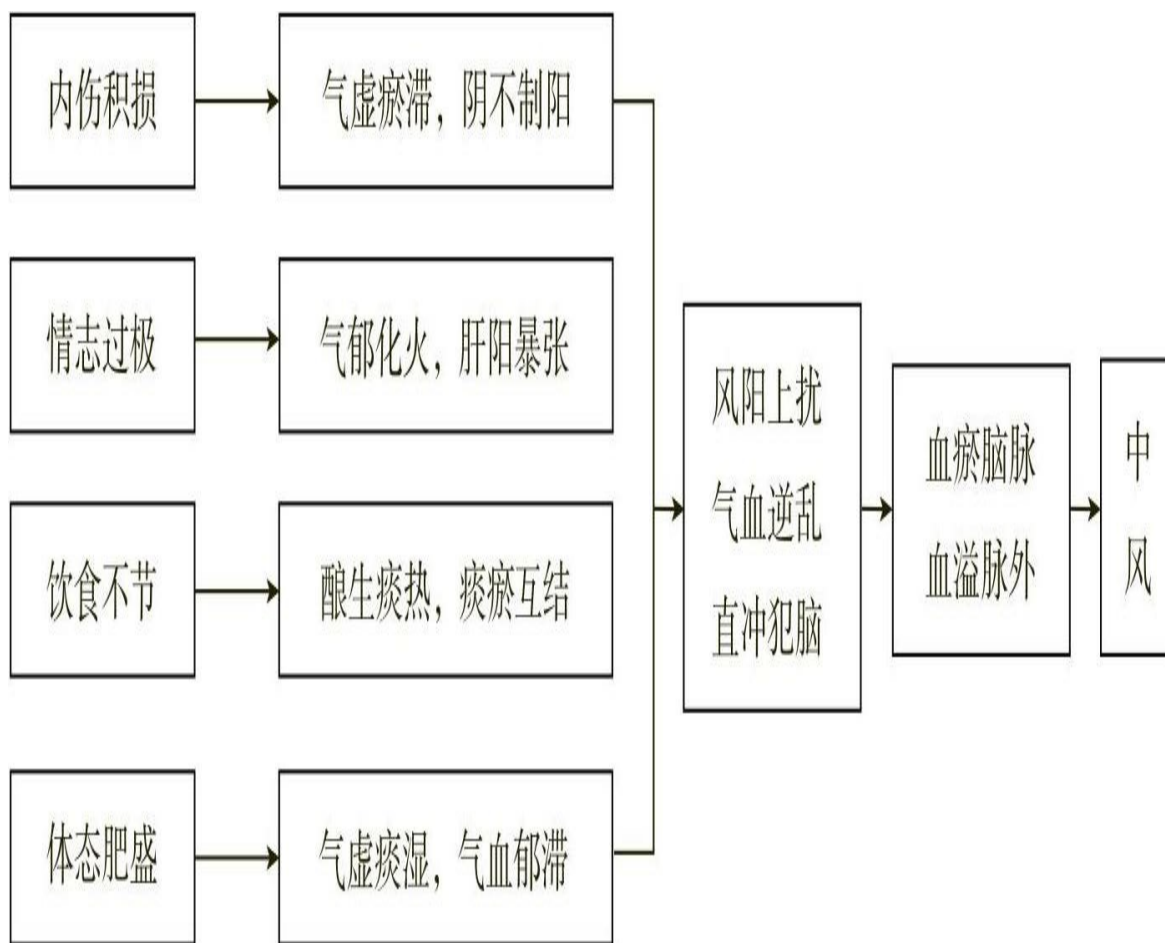 内伤积损
气虚瘀滞，阴不制阳
情志过极
气郁化火，肝阳暴张
饮食不节
酿生痰热，痰瘀互结
体态肥盛
气虚痰湿，气血郁滞
风阳上扰
气血逆乱
直冲犯脑
血瘀脑脉
血溢脉外
中
风